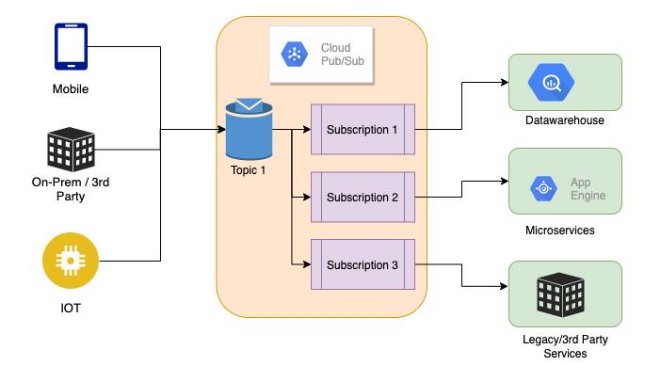 Mobile
On-Prem / 3rd
Party
IOT
Cloud
Pub/Sub
Topic 1
Subscription 1
Subscription 2
Subscription 3
Datawarehouse
App
Engine
Microservices
Legacy/3rd Party
Services